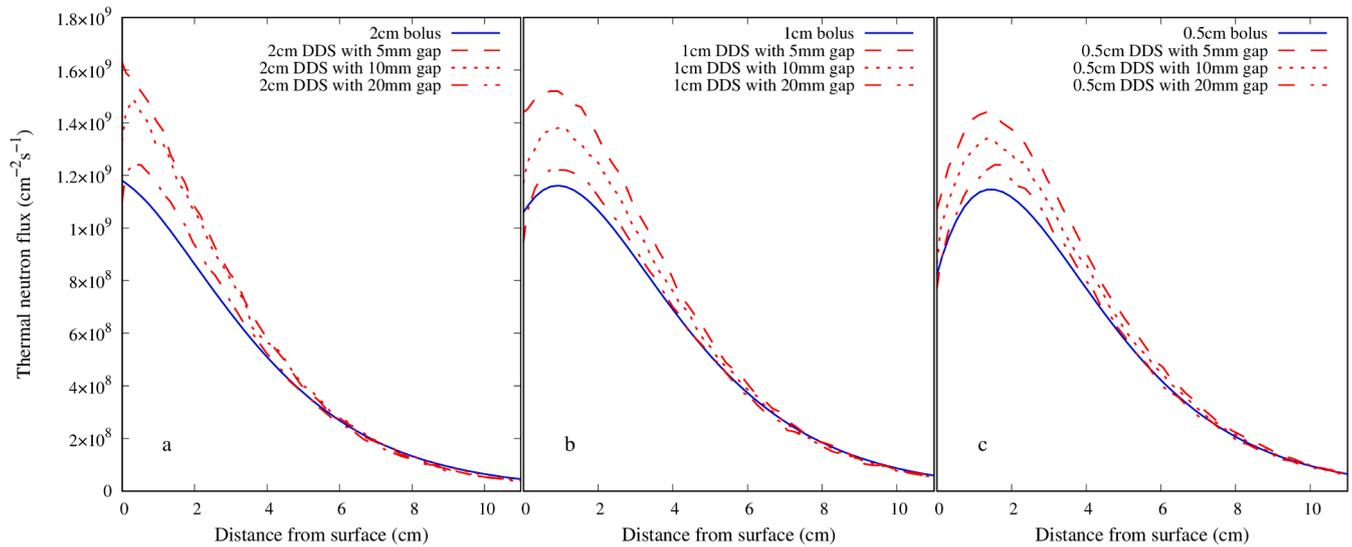 Thermal neutron flux (cm⁻²s⁻¹)
1.8×10⁹
1.6×10⁹
1.4×10⁹
1.2×10⁹
1×10⁹
8×10⁸
6×10⁸
4×10⁸
2×10⁸
0
2cm bolus
2cm DDS with 5mm gap
2cm DDS with 10mm gap
2cm DDS with 20mm gap
a
0 2 4 6 8 10
Distance from surface (cm)
1cm bolus
1cm DDS with 5mm gap
1cm DDS with 10mm gap
1cm DDS with 20mm gap
b
0 2 4 6 8 10
Distance from surface (cm)
0.5cm bolus
0.5cm DDS with 5mm gap
0.5cm DDS with 10mm gap
0.5cm DDS with 20mm gap
c
0 2 4 6 8 10
Distance from surface (cm)